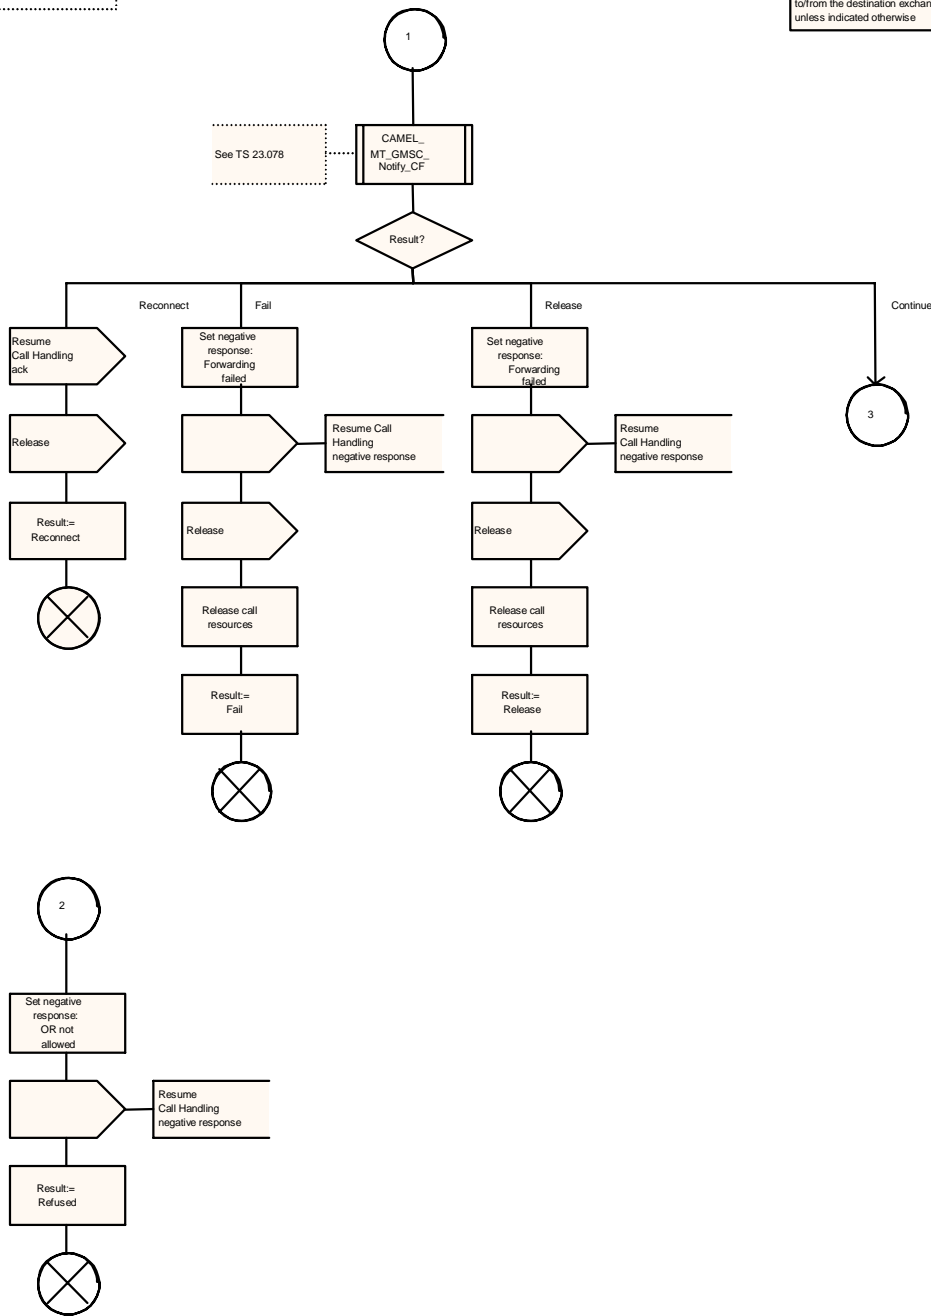 to/from the destination exchan
unless indicated otherwise
1
See TS 23.078
CAMEL_
MT_GMSC_
Notify_CF
Result?
Reconnect
Fail
Release
Continue
Resume
Call Handling
ack
Release
Result:=
Reconnect
Set negative
response:
Forwarding
failed
Resume Call
Handling
negative response
Release
Release call
resources
Result:=
Fail
Set negative
response:
Forwarding
failed
Resume
Call Handling
negative response
Release
Release call
resources
Result:=
Release
3
2
Set negative
response:
OR not
allowed
Resume
Call Handling
negative response
Result:=
Refused